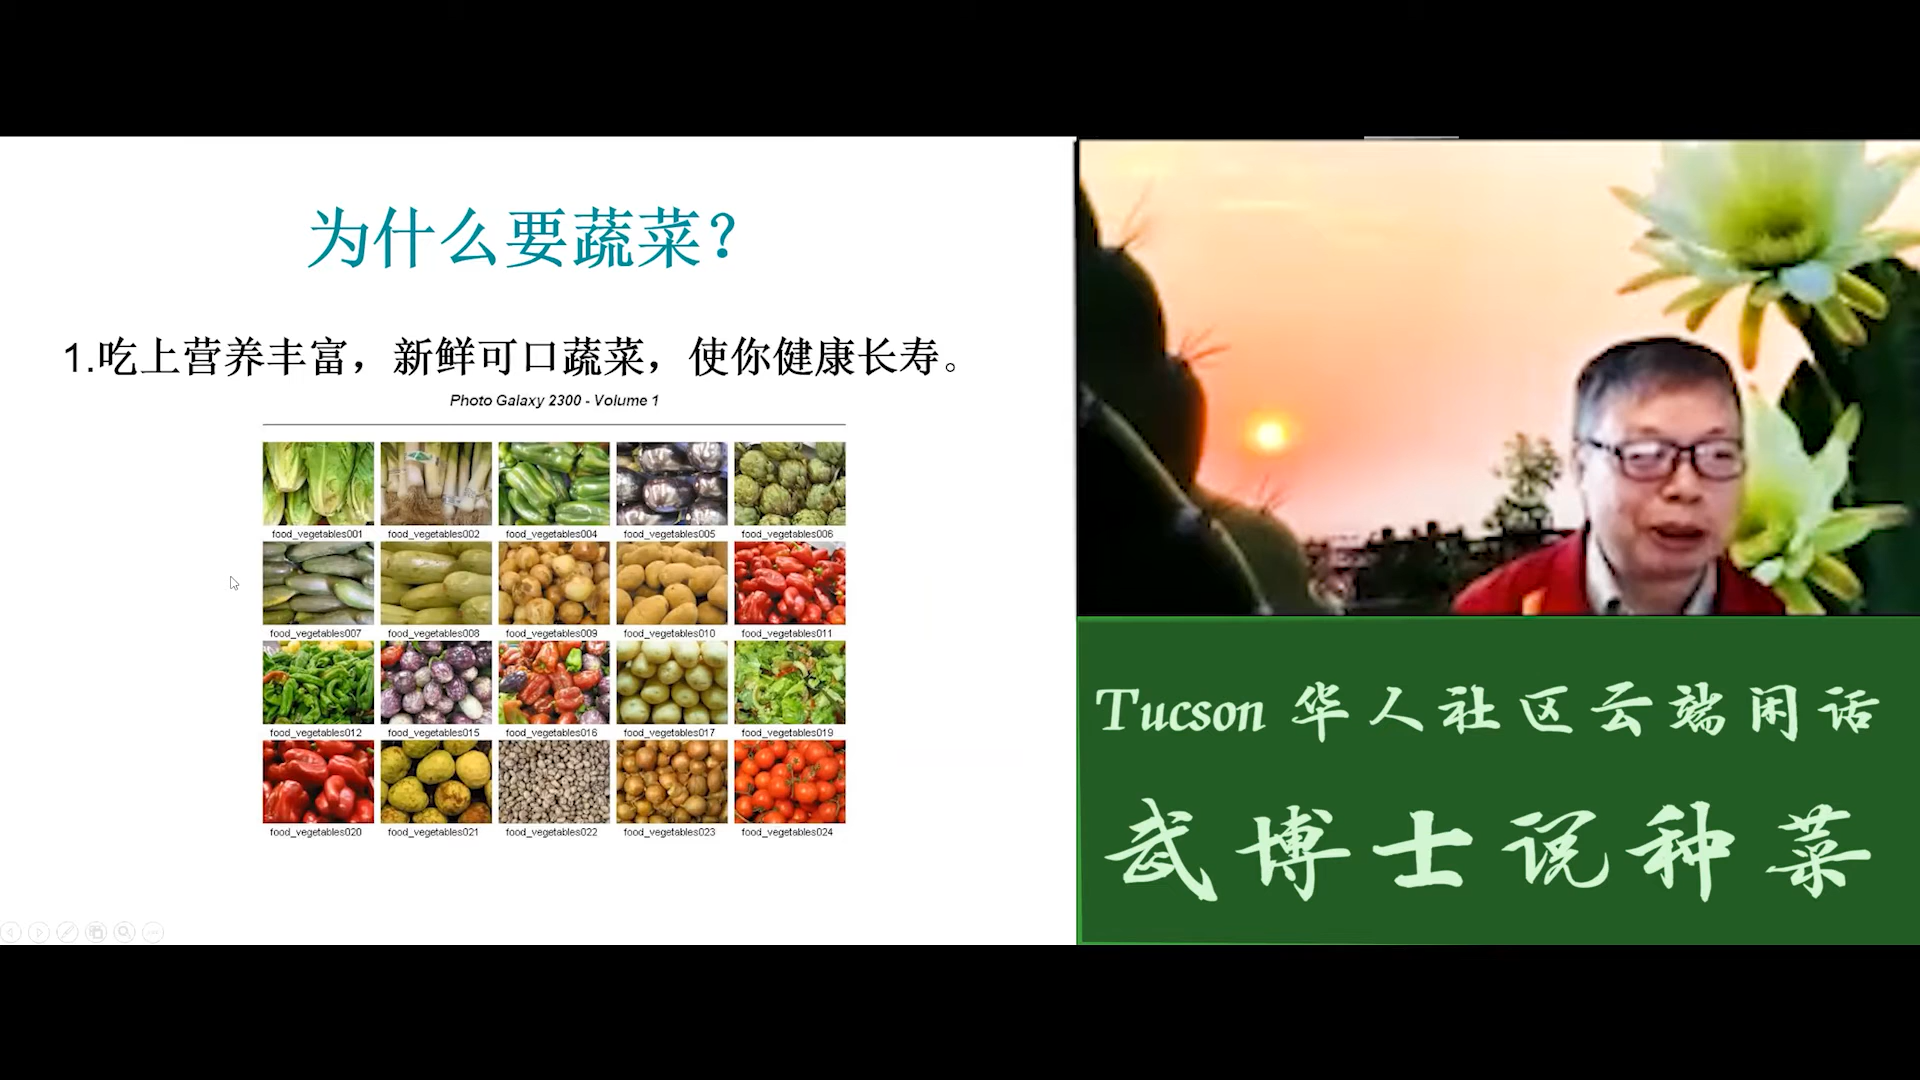 为什么要蔬菜？
1.吃上营养丰富，新鲜可口蔬菜，使你健康长寿。
Photo Galaxy 2300 - Volume 1
food_vegetables001 food_vegetables002 food_vegetables004 food_vegetables005 food_vegetables006
food_vegetables007 food_vegetables008 food_vegetables009 food_vegetables010 food_vegetables011
food_vegetables012 food_vegetables015 food_vegetables016 food_vegetables017 food_vegetables019
food_vegetables020 food_vegetables021 food_vegetables022 food_vegetables023 food_vegetables024
Tucson 华人社区云端闲话
武博士说种菜